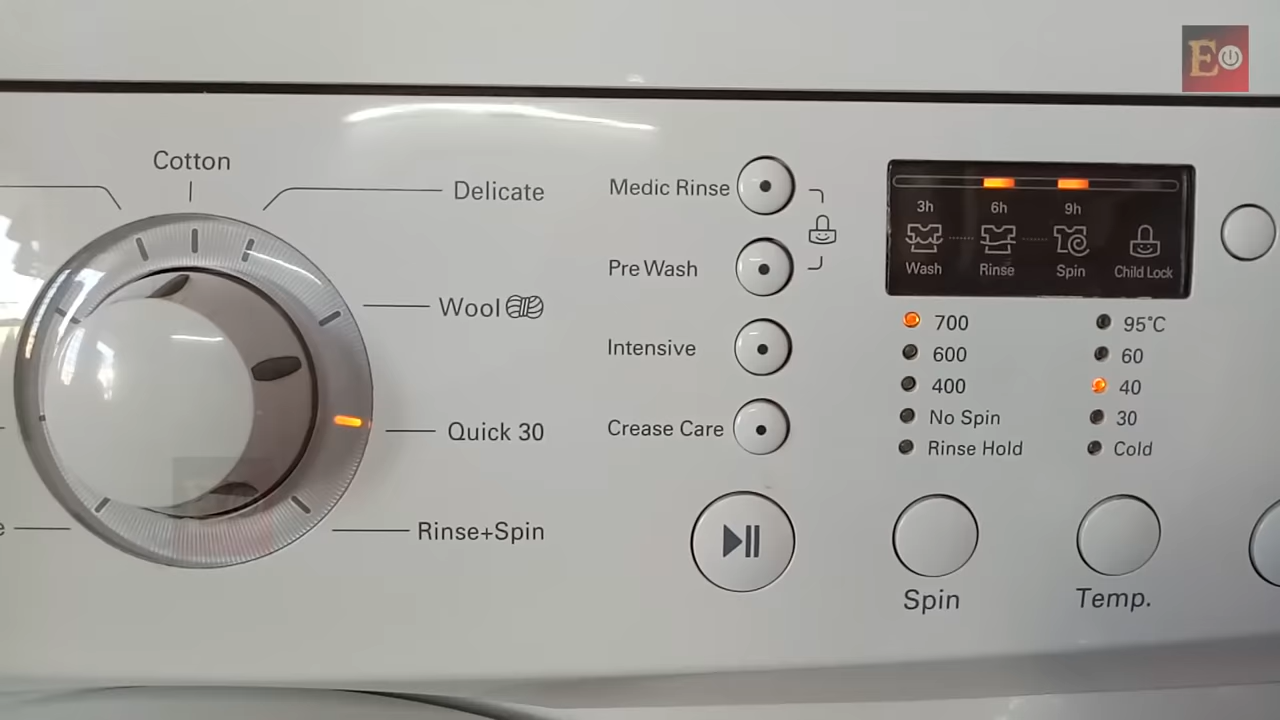 E
Cotton
Delicate
Wool
Quick 30
Rinse+Spin
e
Medic Rinse
Pre Wash
Intensive
Crease Care
3h 6h 9h
Wash Rinse Spin Child Lock
700
600
400
No Spin
Rinse Hold
95°C
60
40
30
Cold
Spin
Temp.